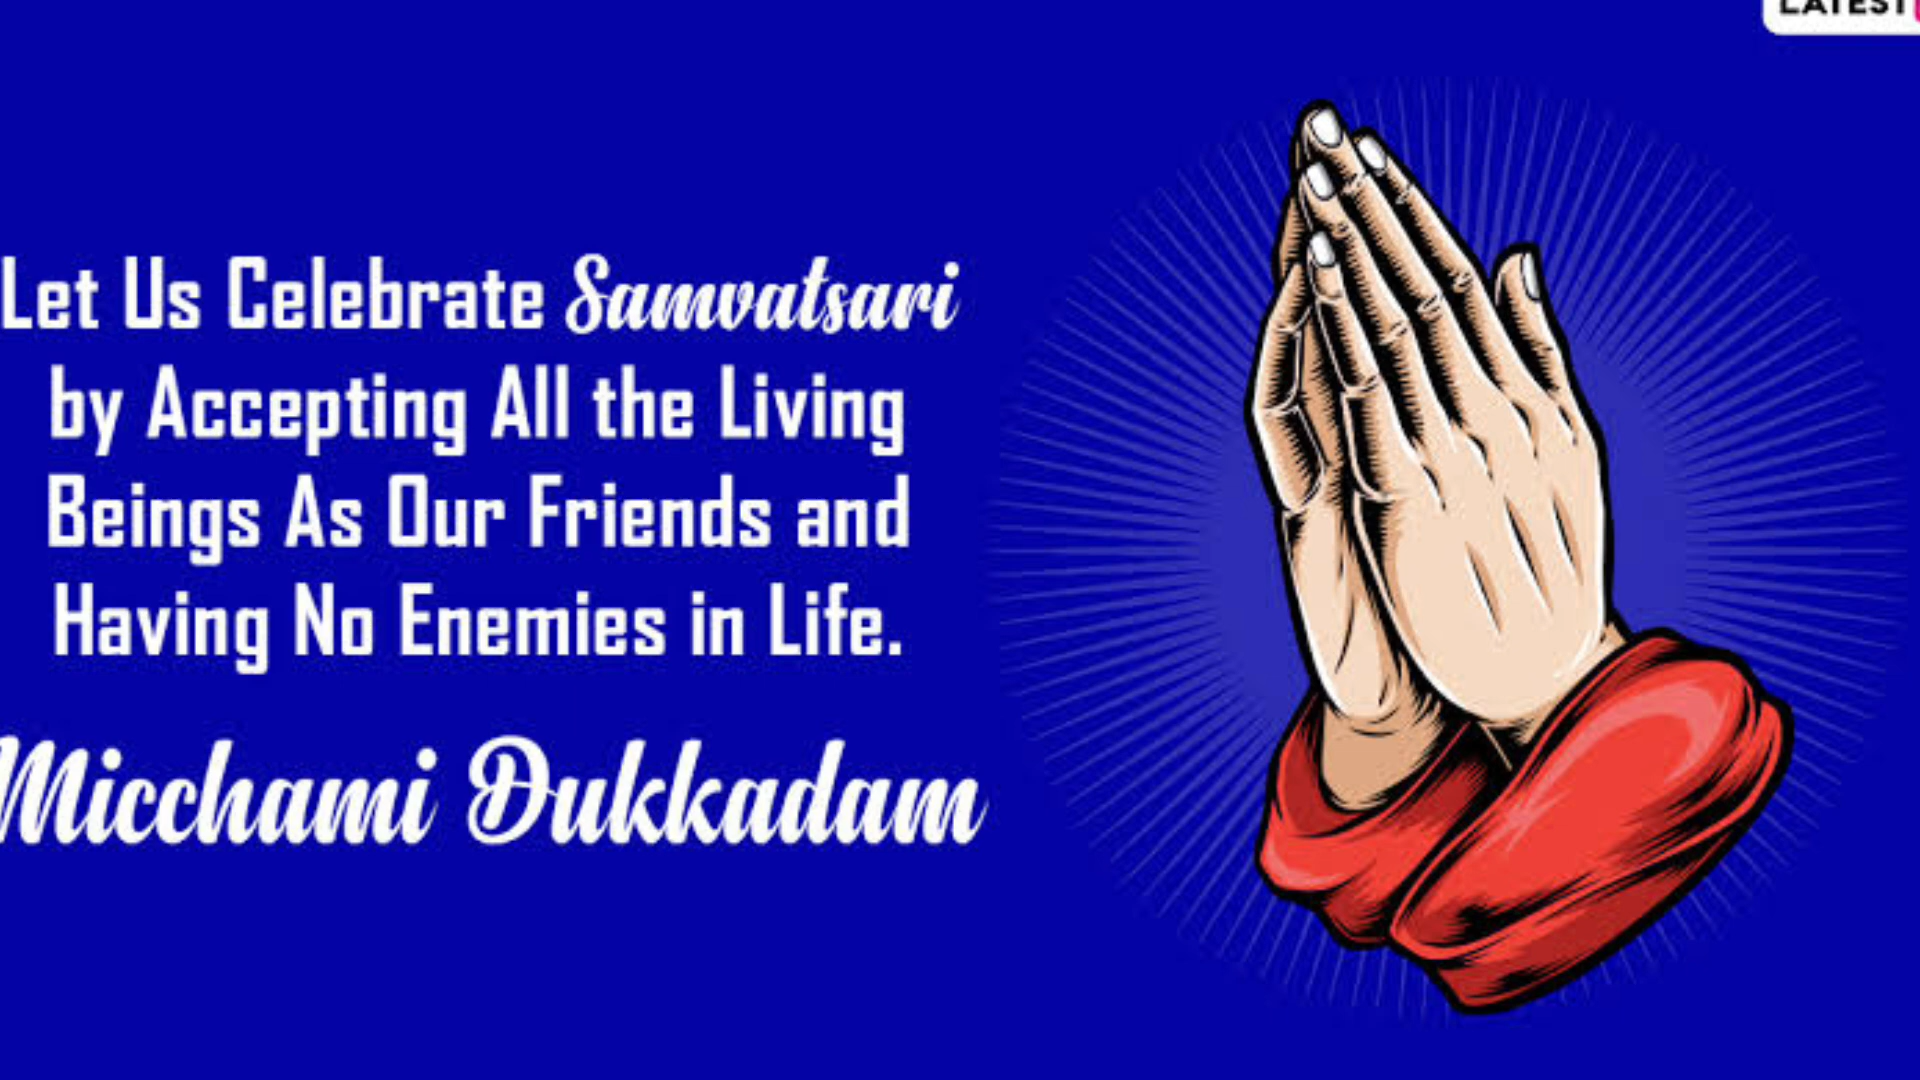 LATEST
Let Us Celebrate Samvatsari
by Accepting All the Living
Beings As Our Friends and
Having No Enemies in Life.
Micchami Dukkadam